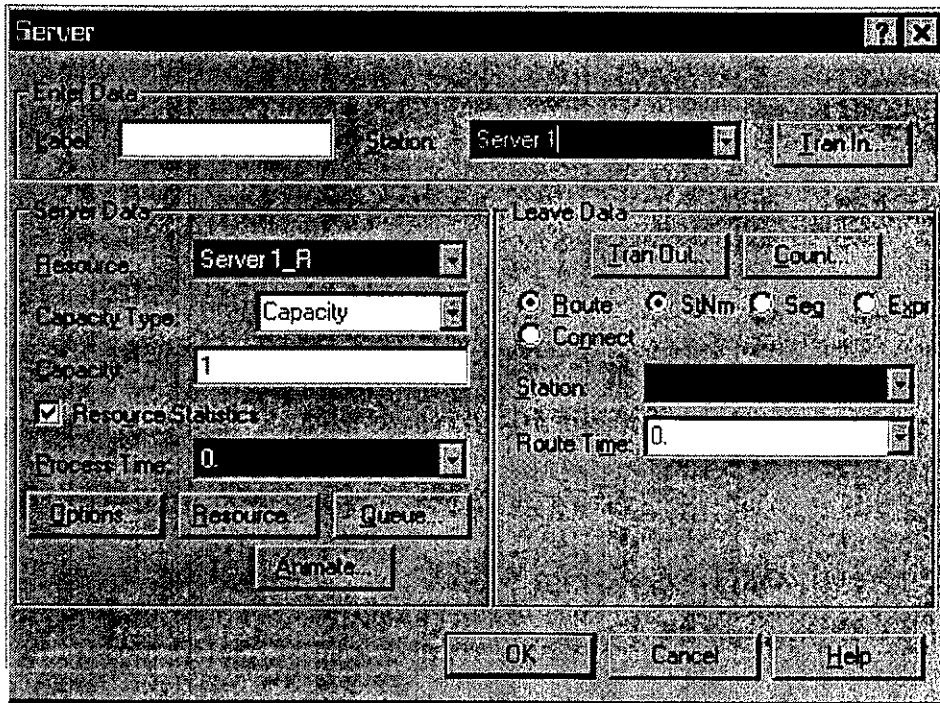 Server
Enter Data
Label
Station:
Server 1
Tran In...
Server Data
Resource:
Server 1_R
Capacity Type
Capacity
Capacity:
1
Resource Statistics
Process Time:
0.
Options...
Resource...
Queue...
Animate...
Leave Data
Tran Out...
Count...
Route
StNm
Seq
Expr
Connect
Station:
Route Time:
0.
OK
Cancel
Help